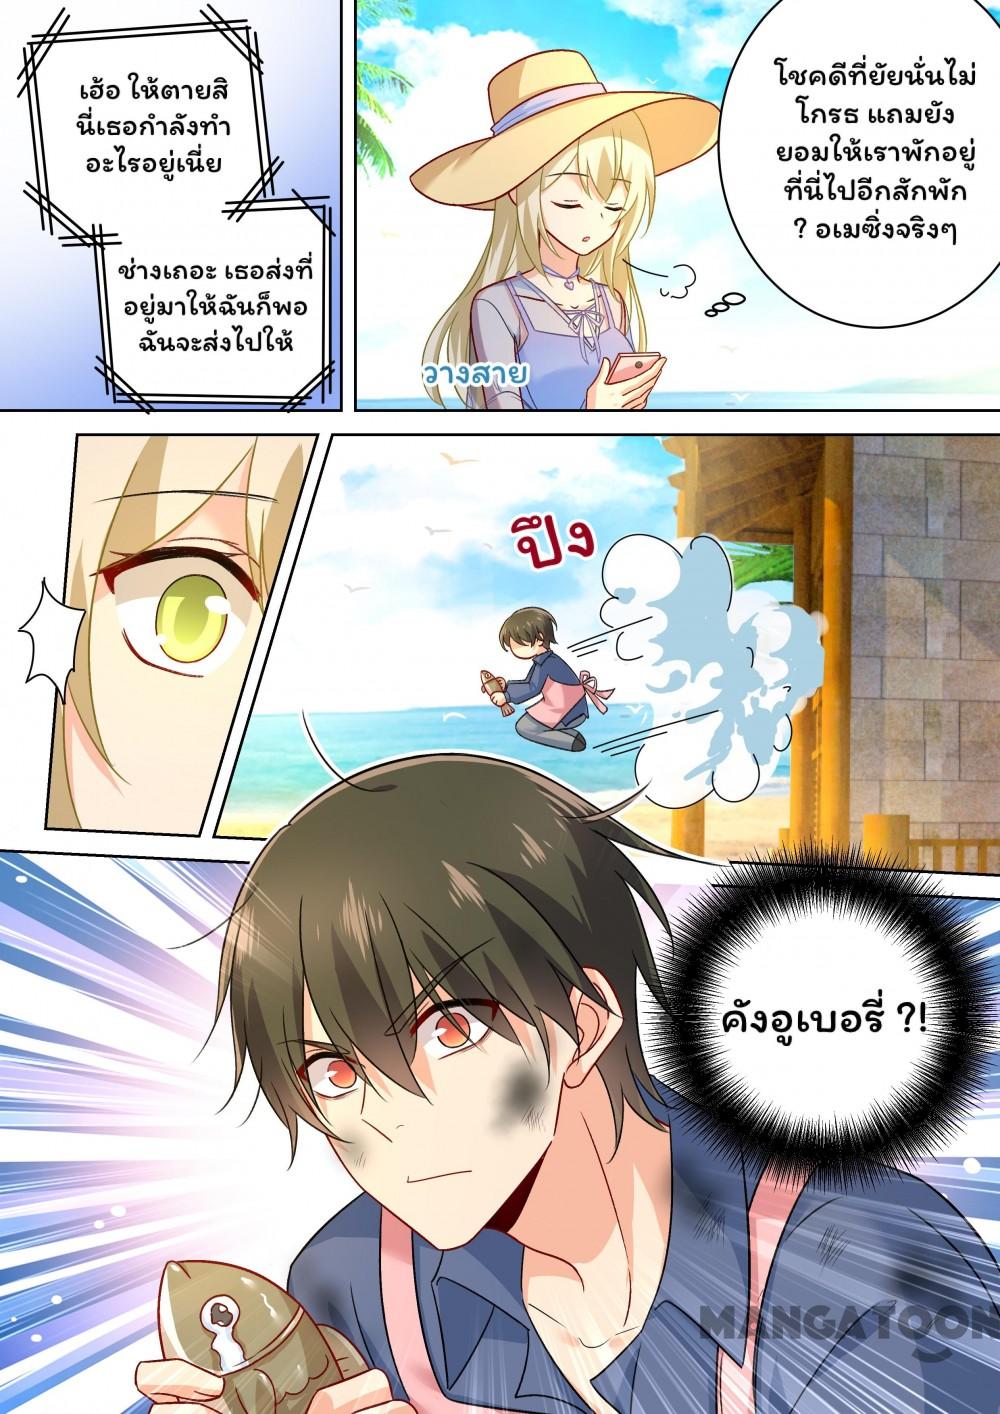 เฮ้อ ให้ตายสิ
นี่เธอกำลังทำ
อะไรอยู่เนี่ย
ช่างเถอะ เธอส่งที่
อยู่มาให้ฉันก็พอ
ฉันจะส่งไปให้
โชคดีที่ยัยนั่นไม่
โกรธ แถมยัง
ยอมให้เราพักอยู่
ที่นี่ไปอีกสักพัก
? อเมซิ่งจริงๆ
วางสาย
ปึง
คังอูเบอรี่ ?!
MANGATOON